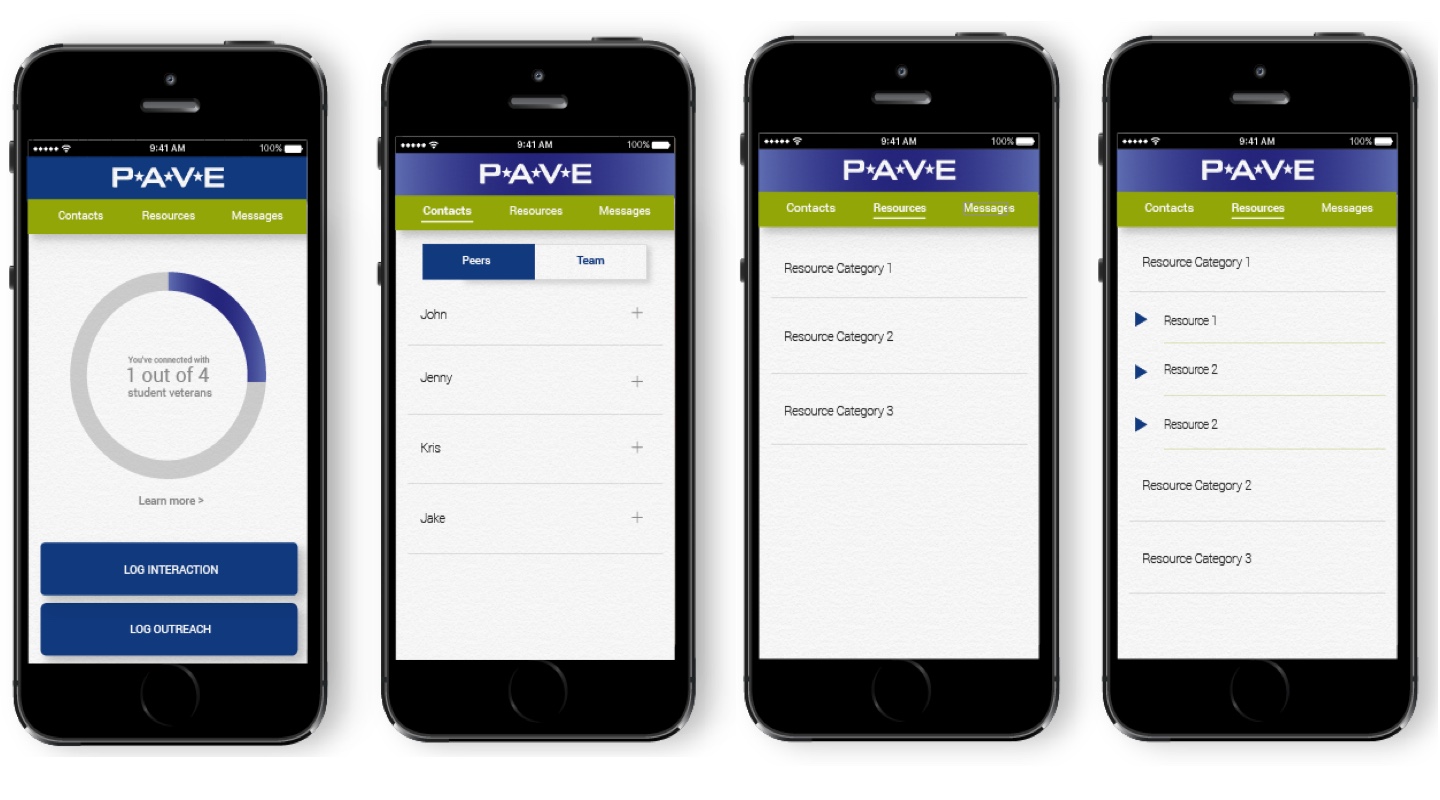 9:41 AM 100%
P★A★V★E
Contacts Resources Messages
You've connected with
1 out of 4
student veterans
Learn more >
LOG INTERACTION
LOG OUTREACH
9:41 AM 100%
P★A★V★E
Contacts Resources Messages
Peers Team
John +
Jenny +
Kris +
Jake +
9:41 AM 100%
P★A★V★E
Contacts Resources Messages
Resource Category 1
Resource Category 2
Resource Category 3
9:41 AM 100%
P★A★V★E
Contacts Resources Messages
Resource Category 1
Resource 1
Resource 2
Resource 2
Resource Category 2
Resource Category 3